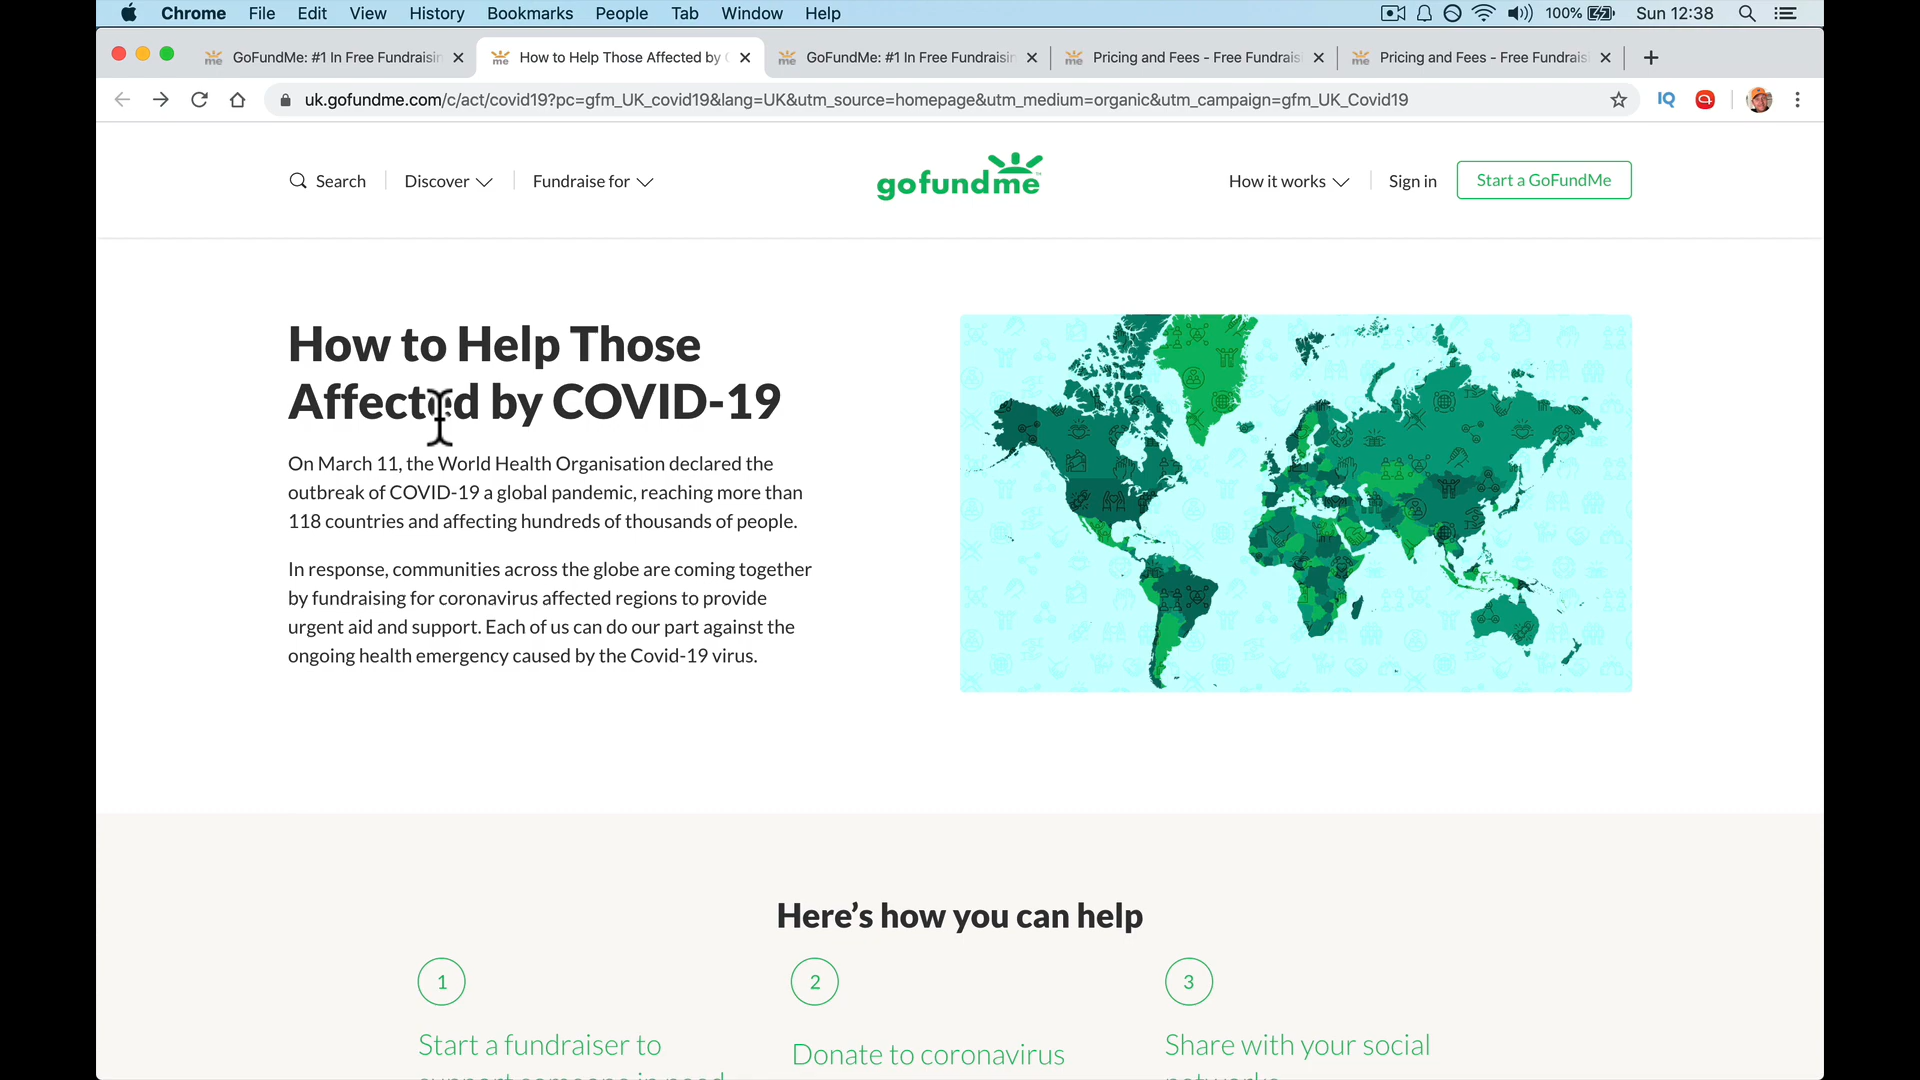 Chrome File Edit View History Bookmarks People Tab Window Help 100% Sun 12:38
GoFundMe: #1 In Free Fundraisin How to Help Those Affected by GoFundMe: #1 In Free Fundraisin Pricing and Fees - Free Fundrais Pricing and Fees - Free Fundrais
uk.gofundme.com/c/act/covid19?pc=gfm_UK_covid19&lang=UK&utm_source=homepage&utm_medium=organic&utm_campaign=gfm_UK_Covid19 IQ
Search Discover Fundraise for gofundme How it works Sign in Start a GoFundMe
How to Help Those
Affected by COVID-19
On March 11, the World Health Organisation declared the
outbreak of COVID-19 a global pandemic, reaching more than
118 countries and affecting hundreds of thousands of people.
In response, communities across the globe are coming together
by fundraising for coronavirus affected regions to provide
urgent aid and support. Each of us can do our part against the
ongoing health emergency caused by the Covid-19 virus.
Here's how you can help
1 2 3
Start a fundraiser to Donate to coronavirus Share with your social
support someone in need networks